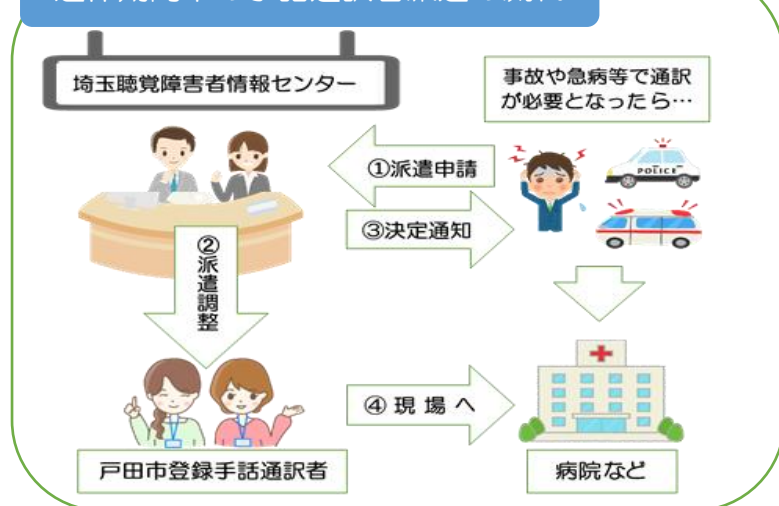 埼玉聴覚障害者情報センター
事故や急病等で通訳
が必要となったら…
①派遣申請
POLICE
③決定通知
②派遣調整
④ 現 場 へ
戸田市登録手話通訳者
病院など